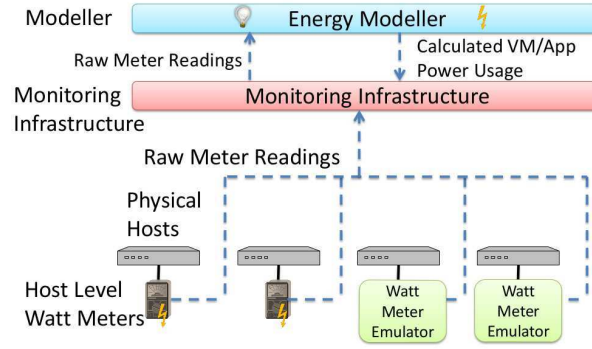 Modeller
Energy Modeller
Raw Meter Readings
Calculated VM/App
Power Usage
Monitoring
Infrastructure
Monitoring Infrastructure
Raw Meter Readings
Physical
Hosts
Host Level
Watt Meters
Watt
Meter
Emulator
Watt
Meter
Emulator